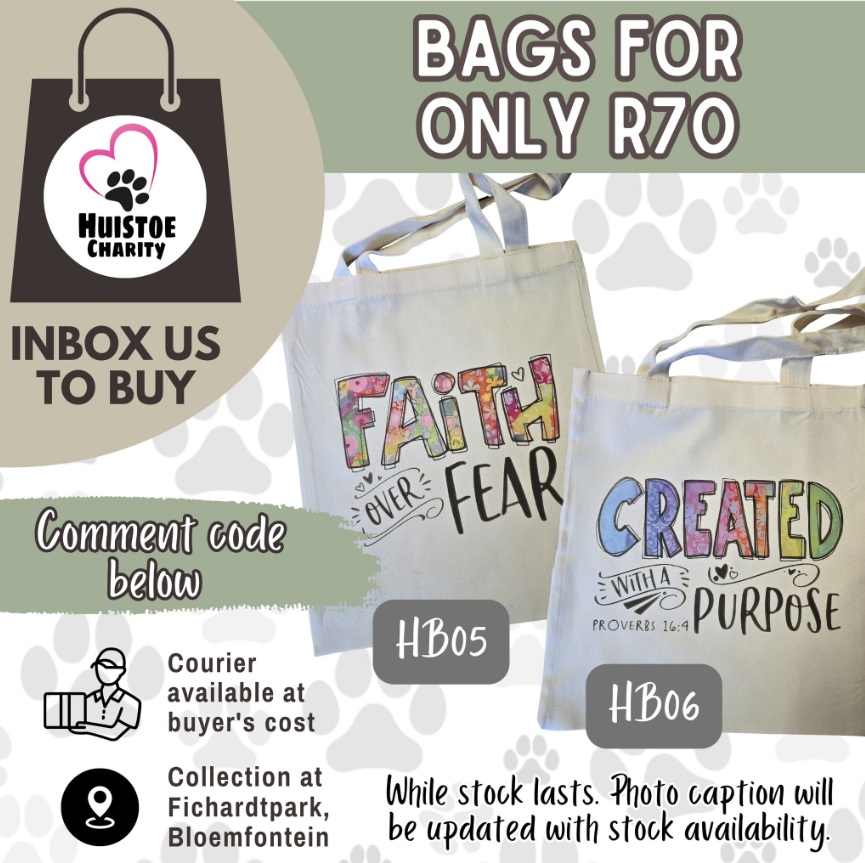 BAGS FOR
ONLY R70
HUISTOE
CHARITY
INBOX US
TO BUY
FAITH
OVER FEAR
CREATED
WITH A
PURPOSE
PROVERBS 16:4
Comment code
below
HB05
HB06
Courier
available at
buyer's cost
Collection at
Fichardtpark,
Bloemfontein
While stock lasts. Photo caption will
be updated with stock availability.